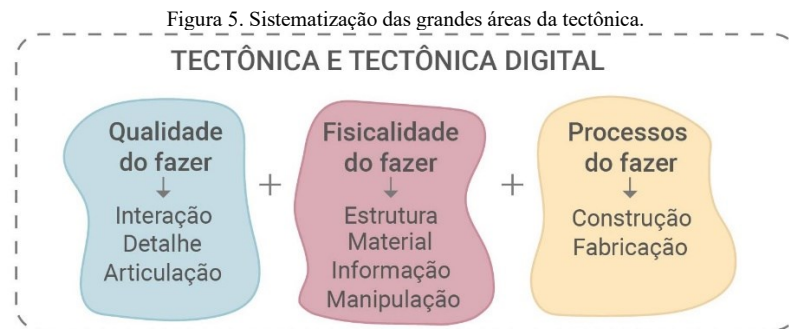 Figura 5. Sistematização das grandes áreas da tectônica.
TECTÔNICA E TECTÔNICA DIGITAL
Qualidade
do fazer
Interação
Detalhe
Articulação
+
Fisicalidade
do fazer
Estrutura
Material
Informação
Manipulação
+
Processos
do fazer
Construção
Fabricação